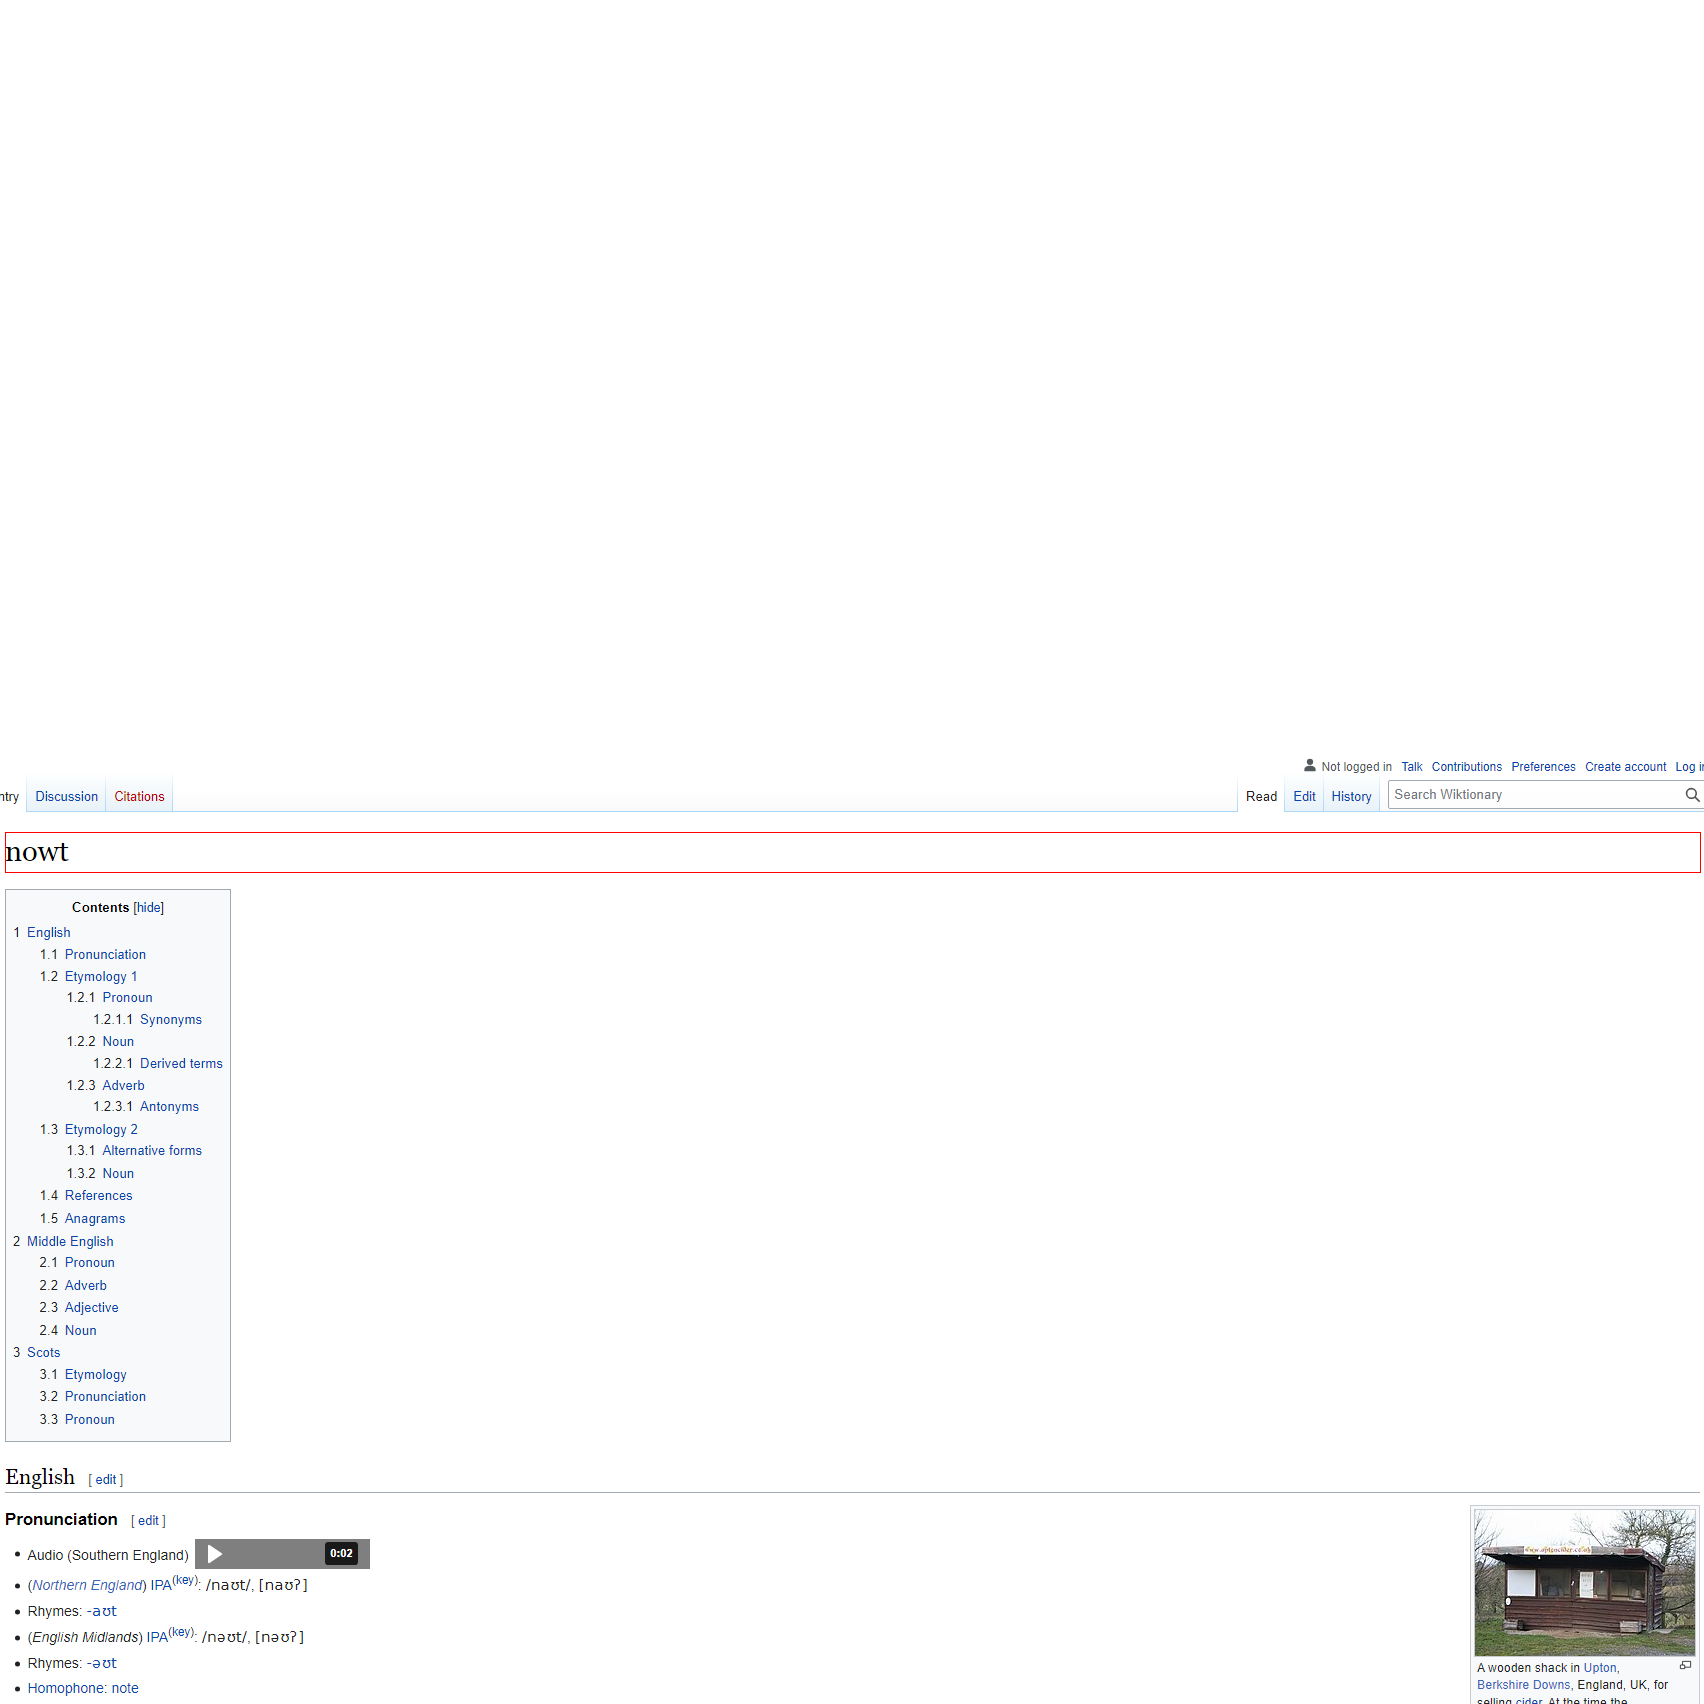 Not logged in Talk Contributions Preferences Create account
Discussion Citations Read Edit History Search Wiktionary
nowt
Contents [hide]
1 English
1.1 Pronunciation
1.2 Etymology 1
1.2.1 Pronoun
1.2.1.1 Synonyms
1.2.2 Noun
1.2.2.1 Derived terms
1.2.3 Adverb
1.2.3.1 Antonyms
1.3 Etymology 2
1.3.1 Alternative forms
1.3.2 Noun
1.4 References
1.5 Anagrams
2 Middle English
2.1 Pronoun
2.2 Adverb
2.3 Adjective
2.4 Noun
3 Scots
3.1 Etymology
3.2 Pronunciation
3.3 Pronoun
English [ edit ]
Pronunciation [ edit ]
Audio (Southern England) 0:02
(Northern England) IPA(key): /naʊt/, [naʊʔ]
Rhymes: -aʊt
(English Midlands) IPA(key): /nəʊt/, [nəʊʔ]
Rhymes: -əʊt
Homophone: note
A wooden shack in Upton,
Berkshire Downs, England, UK, for
selling cider. At the time the